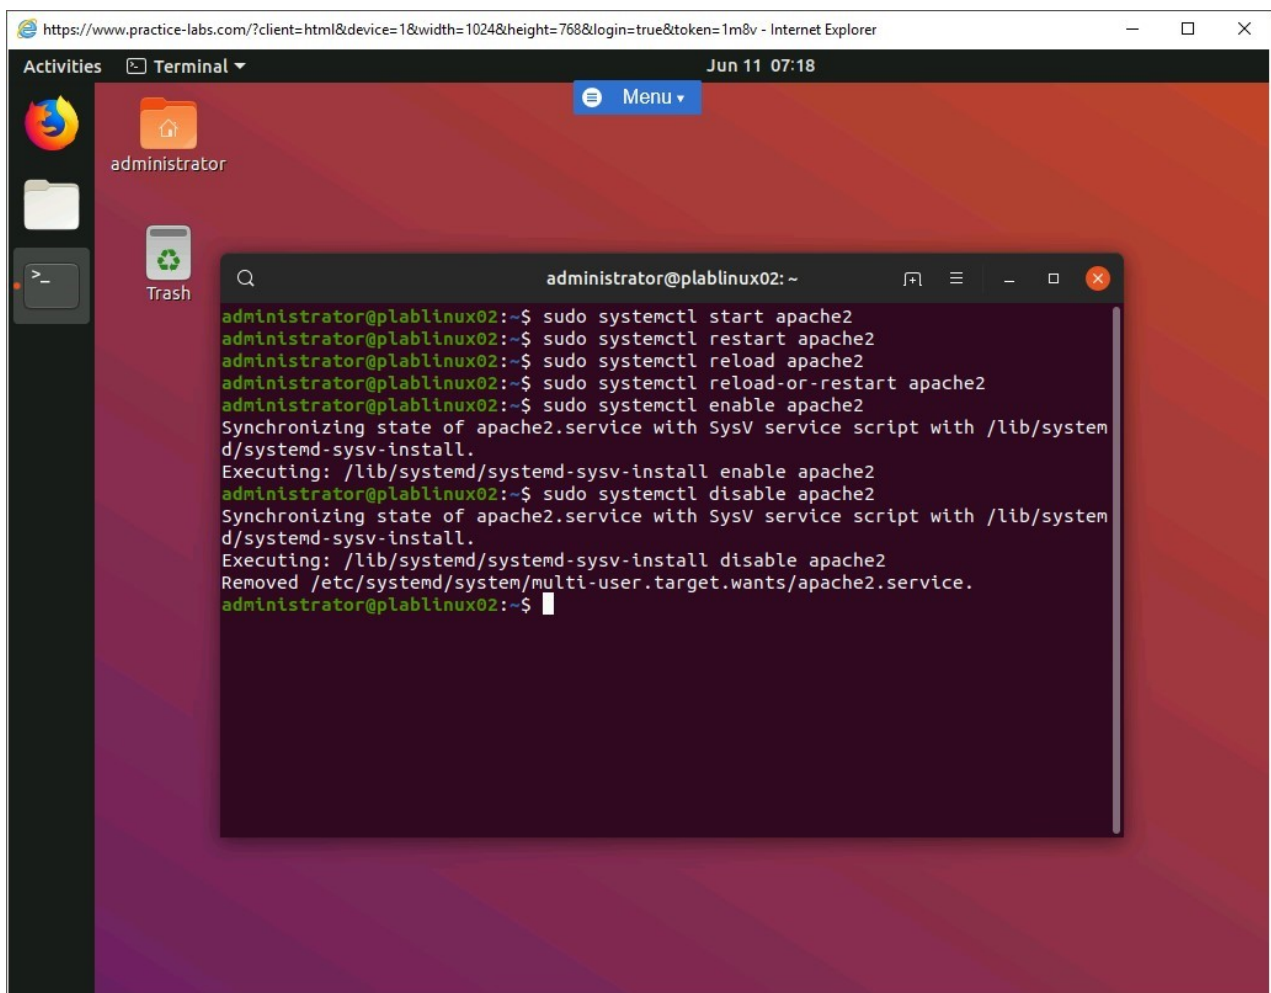 https://www.practice-labs.com/?client=html&device=1&width=1024&height=768&login=true&token=1m8v - Internet Explorer
Activities Terminal ▾ Jun 11 07:18
Menu ▾
administrator
Trash
administrator@plablinux02: ~
administrator@plablinux02:~$ sudo systemctl start apache2
administrator@plablinux02:~$ sudo systemctl restart apache2
administrator@plablinux02:~$ sudo systemctl reload apache2
administrator@plablinux02:~$ sudo systemctl reload-or-restart apache2
administrator@plablinux02:~$ sudo systemctl enable apache2
Synchronizing state of apache2.service with SysV service script with /lib/system
d/systemd-sysv-install.
Executing: /lib/systemd/systemd-sysv-install enable apache2
administrator@plablinux02:~$ sudo systemctl disable apache2
Synchronizing state of apache2.service with SysV service script with /lib/system
d/systemd-sysv-install.
Executing: /lib/systemd/systemd-sysv-install disable apache2
Removed /etc/systemd/system/multi-user.target.wants/apache2.service.
administrator@plablinux02:~$